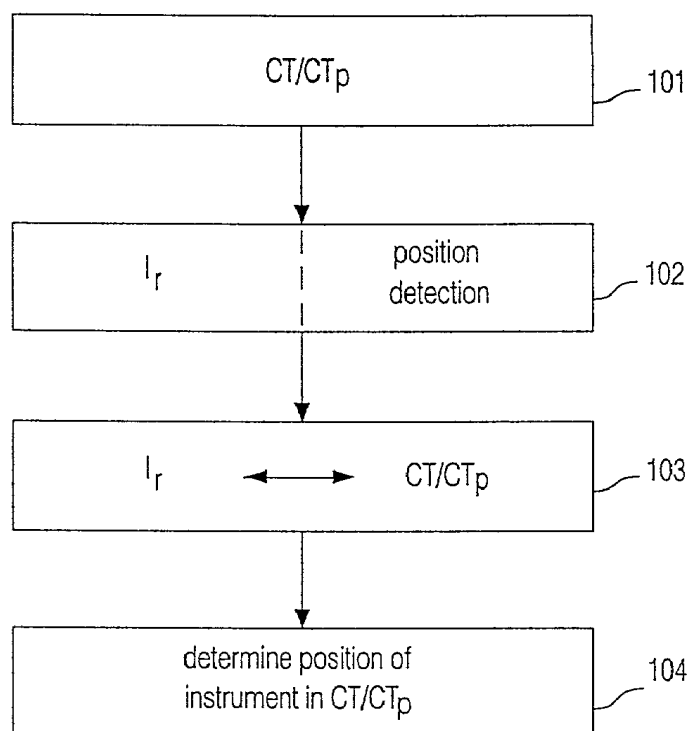 CT/CTp
101
Ir
position
detection
102
Ir
CT/CTp
103
determine position of
instrument in CT/CTp
104